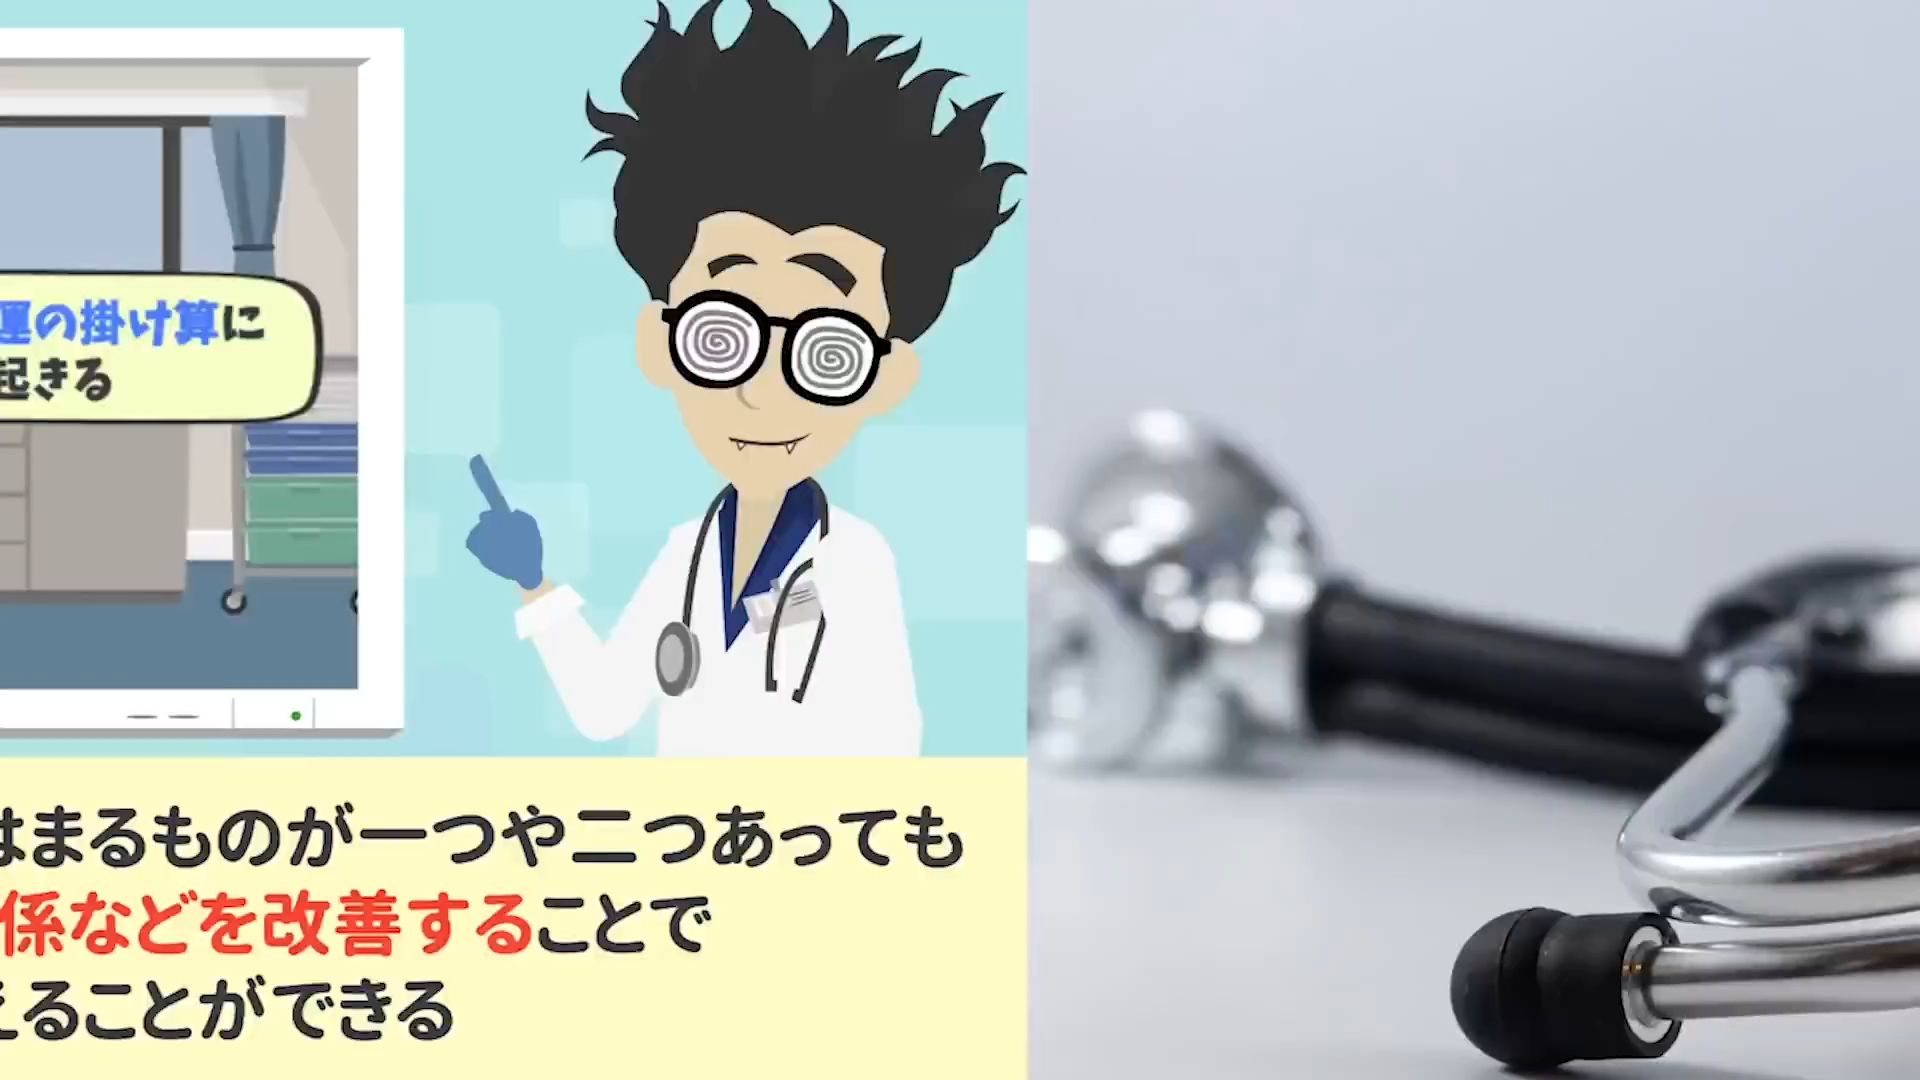 運の掛け算に
起きる
はまるものが一つや二つあっても
係などを改善することで
えることができる